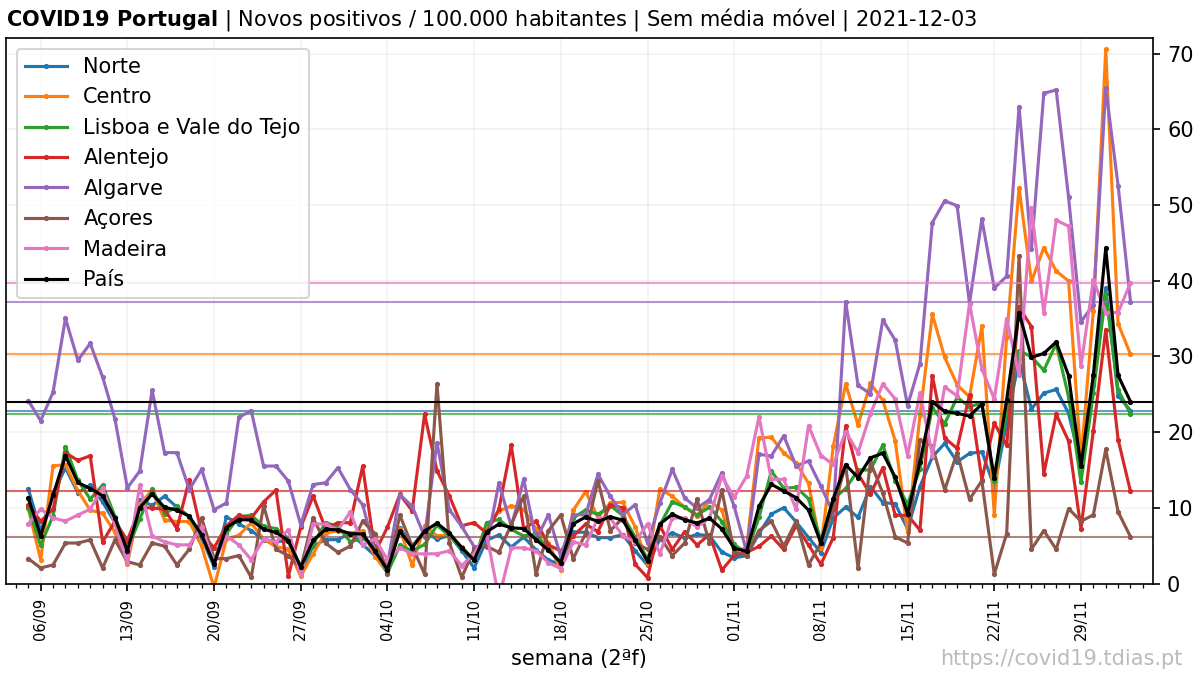 COVID19 Portugal | Novos positivos / 100.000 habitantes | Sem média móvel | 2021-12-03
Norte
Centro
Lisboa e Vale do Tejo
Alentejo
Algarve
Açores
Madeira
País
70
60
50
40
30
20
10
0
06/09 13/09 20/09 27/09 04/10 11/10 18/10 25/10 01/11 08/11 15/11 22/11 29/11
semana (2ªf)
https://covid19.tdias.pt